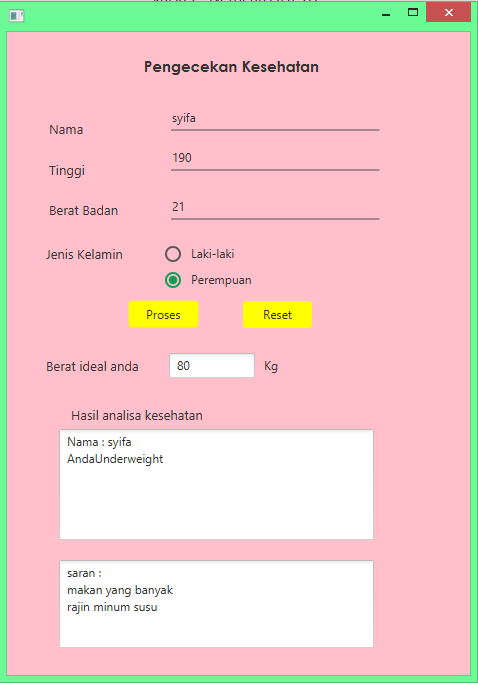 Pengecekan Kesehatan
Nama
syifa
Tinggi
190
Berat Badan
21
Jenis Kelamin
Laki-laki
Perempuan
Proses
Reset
Berat ideal anda
80
Kg
Hasil analisa kesehatan
Nama : syifa
AndaUnderweight
saran :
makan yang banyak
rajin minum susu